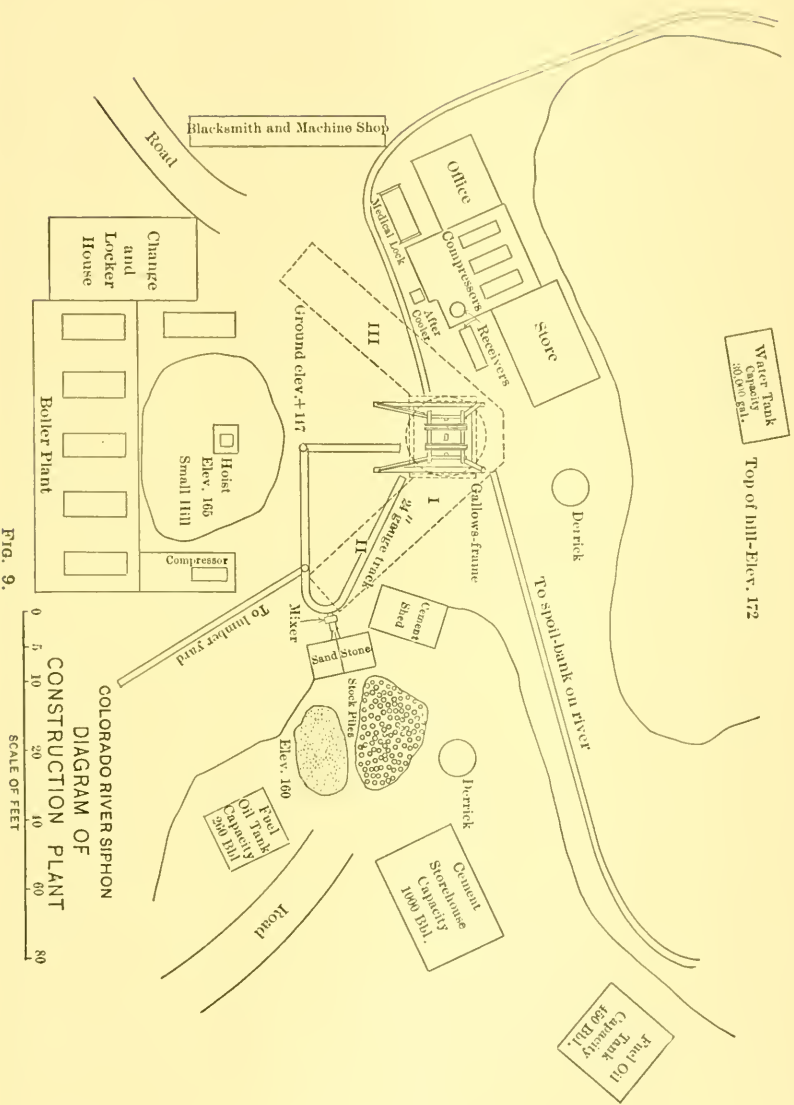 Water Tank
Capacity
30,000 gal.
Top of hill-Elev. 172
Office
Compressors
Store
Medical Lock
After
Cooler
Receivers
Blacksmith and Machine Shop
Road
Derrick
To spoil-bank on river
Gallows-frame
I
II
III
24" gauge track
Ground elev.+147
Change
and
Locker
House
Hoist
Elev. 165
Small Hill
Boiler Plant
Compressor
To lumber yard
Mixer
Cement
Shed
Sand
Stone
Stock Piles
Elev. 160
Derrick
Cement
Storehouse
Capacity
1000 Bbl.
Fuel
Oil Tank
Capacity
250 Bbl
Road
Fuel Oil
Tank
Capacity
450 Bbl.
COLORADO RIVER SIPHON
DIAGRAM OF
CONSTRUCTION PLANT
SCALE OF FEET
0 5 10 20 40 60 80
FIG. 9.